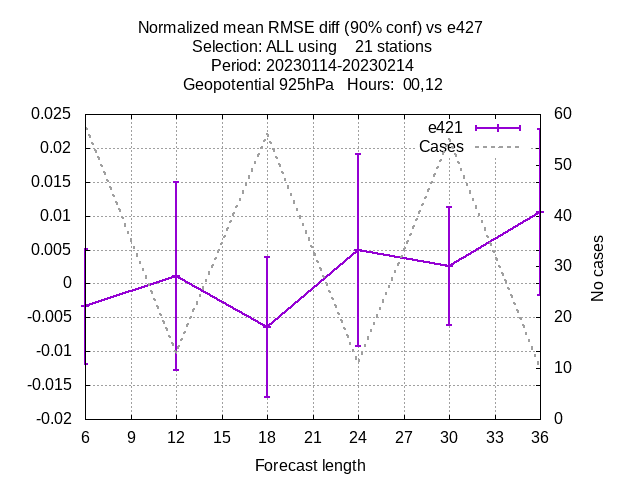 Normalized mean RMSE diff (90% conf) vs e427
Selection: ALL using    21 stations
Period: 20230114-20230214
Geopotential 925hPa   Hours:  00,12
0.025
0.02
0.015
0.01
0.005
0
-0.005
-0.01
-0.015
-0.02
60
50
40
30
20
10
0
e421
Cases
No cases
6 9 12 15 18 21 24 27 30 33 36
Forecast length